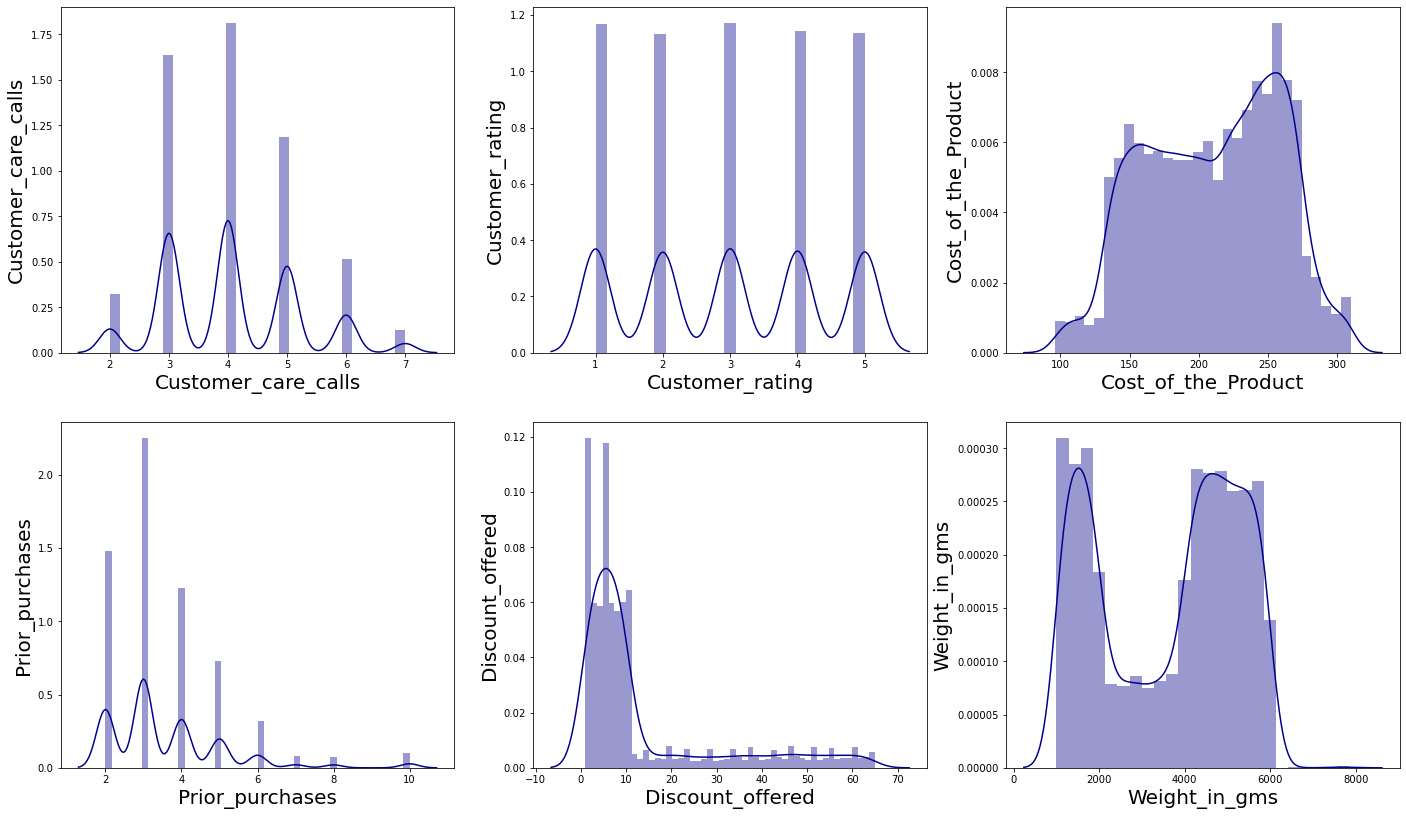 Customer_care_calls
1.75
1.50
1.25
1.00
0.75
0.50
0.25
0.00
2 3 4 5 6 7
Customer_care_calls
Customer_rating
1.2
1.0
0.8
0.6
0.4
0.2
0.0
1 2 3 4 5
Customer_rating
Cost_of_the_Product
0.008
0.006
0.004
0.002
0.000
100 150 200 250 300
Cost_of_the_Product
Prior_purchases
2.0
1.5
1.0
0.5
0.0
2 4 6 8 10
Prior_purchases
Discount_offered
0.12
0.10
0.08
0.06
0.04
0.02
0.00
−10 0 10 20 30 40 50 60 70
Discount_offered
Weight_in_gms
0.00030
0.00025
0.00020
0.00015
0.00010
0.00005
0.00000
0 2000 4000 6000 8000
Weight_in_gms